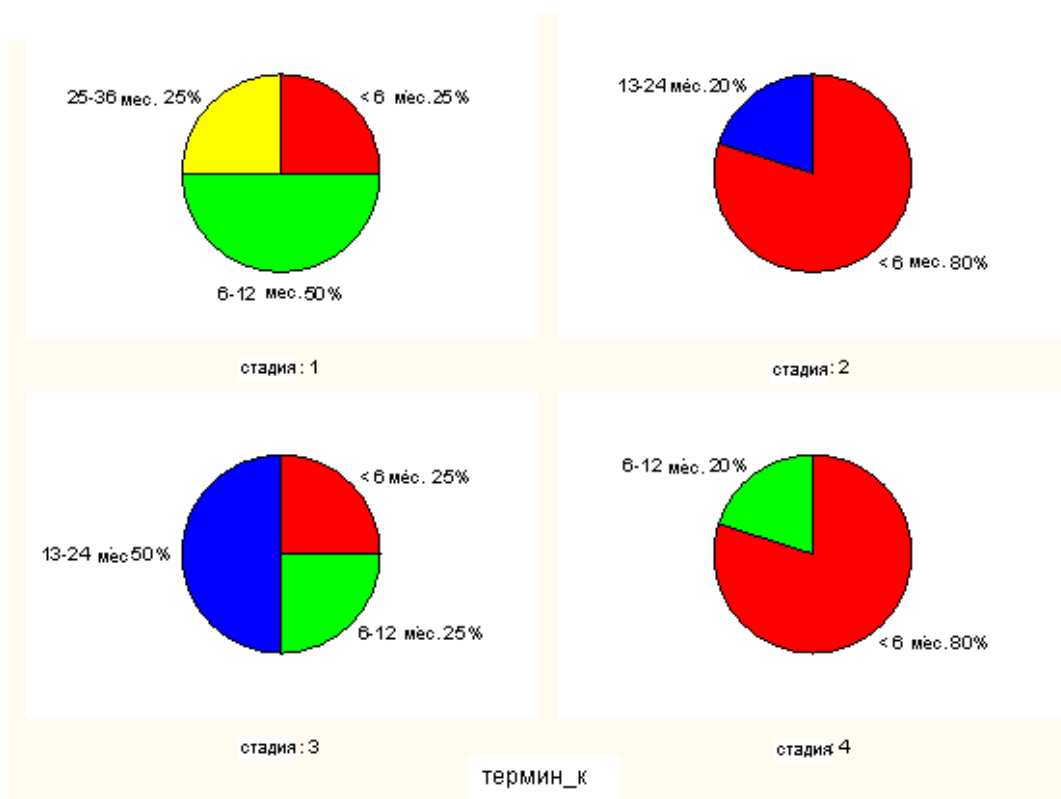 25-36 мес. 25%
< 6 мес.25%
6-12 мес.50%
стадия: 1
13-24 мес.20%
< 6 мес.80%
стадия: 2
< 6 мес. 25%
13-24 мес 50%
6-12 мес.25%
стадия: 3
6-12 мес. 20%
< 6 мес.80%
стадия 4
термин_к